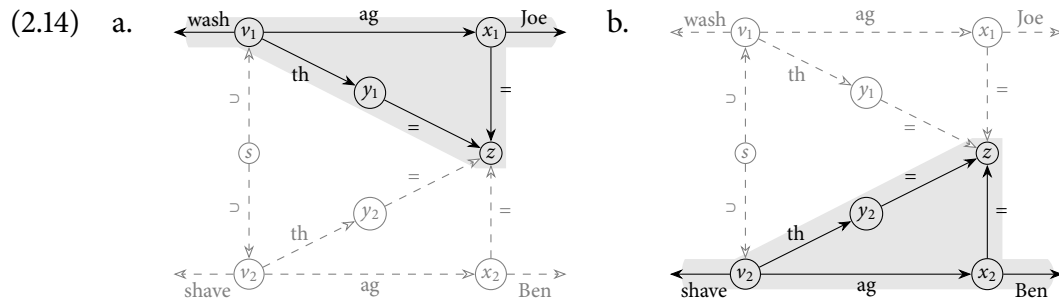 (2.14) a. b.
wash ag Joe
v₁ x₁
th =
y₁
=
⊃ s z
⊃ =
y₂ =
th
v₂ x₂
shave ag Ben
wash ag Joe
v₁ x₁
th =
y₁
=
⊃ s z
⊃ =
y₂ =
th
v₂ x₂
shave ag Ben